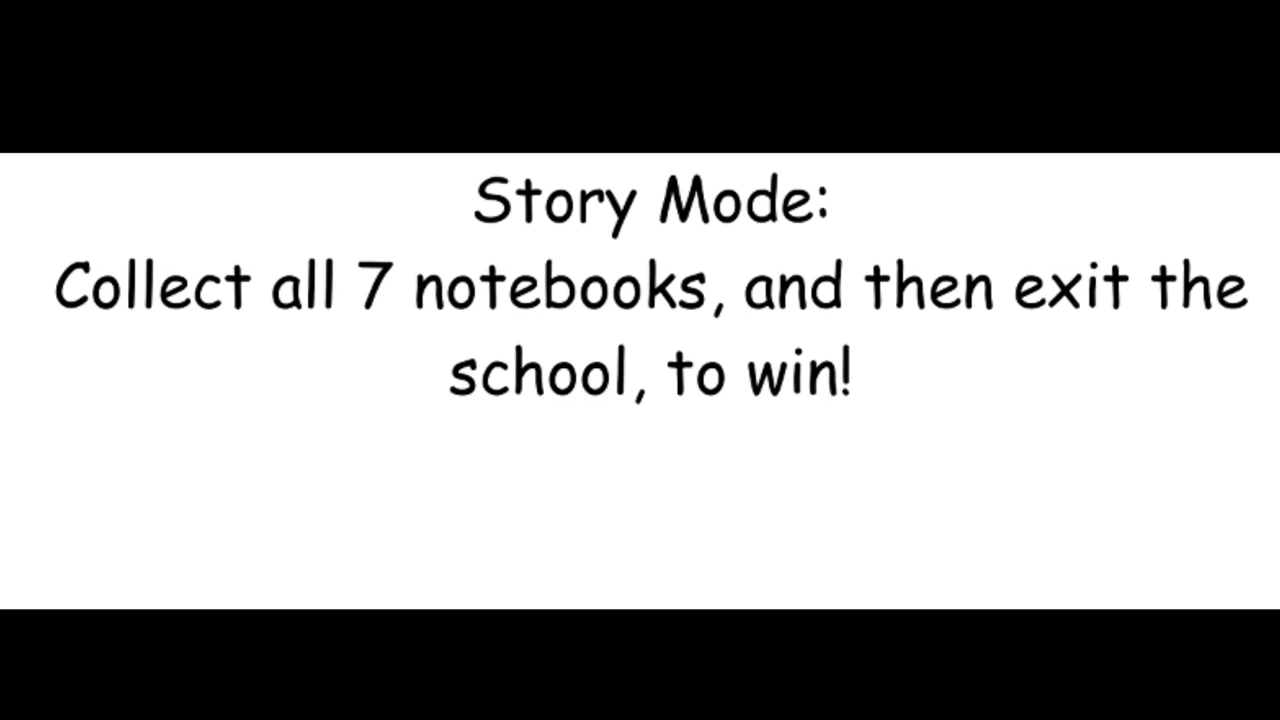 Story Mode:
Collect all 7 notebooks, and then exit the
school, to win!